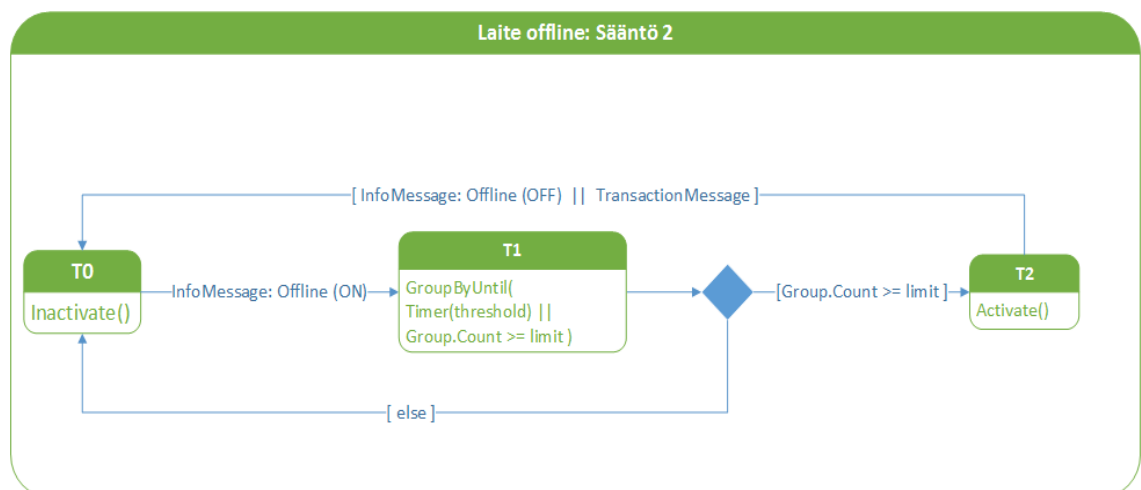 Laite offline: Sääntö 2
[ InfoMessage: Offline (OFF) || TransactionMessage ]
T0
Inactivate()
InfoMessage: Offline (ON)
T1
GroupByUntil(
Timer(threshold) ||
Group.Count >= limit )
[Group.Count >= limit ]
T2
Activate()
[ else ]